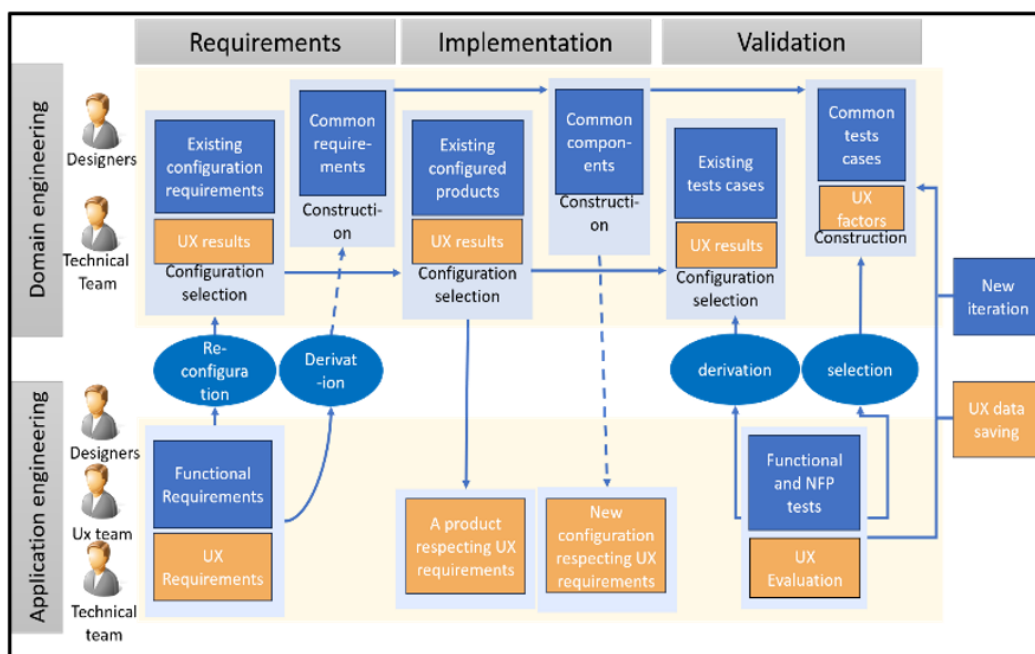 Requirements
Implementation
Validation
Domain engineering
Designers
Technical
Team
Existing
configuration
requirements
UX results
Configuration
selection
Common
require-
ments
Constructi-
on
Existing
configured
products
UX results
Configuration
selection
Common
compon-
ents
Constructi-
on
Existing
tests cases
UX results
Configuration
selection
Common
tests
cases
UX
factors
Construction
New
iteration
Re-
configura
tion
Derivat
-ion
derivation
selection
UX data
saving
Application engineering
Designers
Ux team
Technical
team
Functional
Requirements
UX
Requirements
A product
respecting UX
requirements
New
configuration
respecting UX
requirements
Functional
and NFP
tests
UX
Evaluation